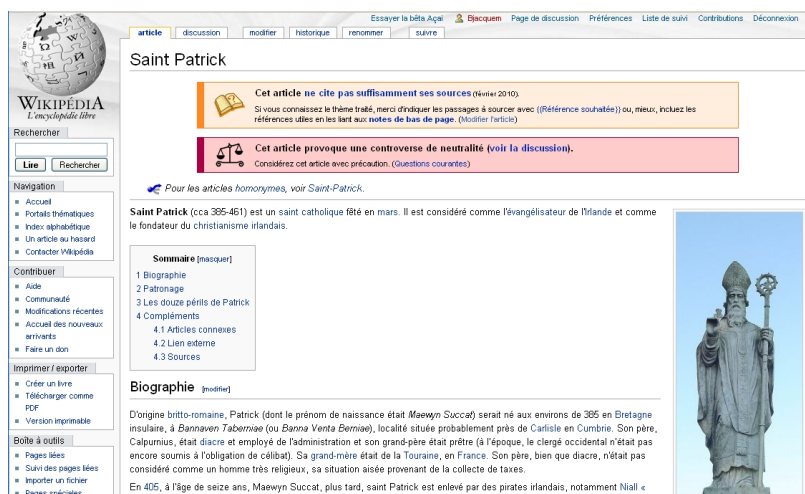 Essayer la bêta Açai Bjacquem Page de discussion Préférences Liste de suivi Contributions Déconnexion
article discussion modifier historique renommer suivre
Saint Patrick
Cet article ne cite pas suffisamment ses sources (février 2010).
Si vous connaissez le thème traité, merci d'indiquer les passages à sourcer avec {{Référence souhaitée}} ou, mieux, incluez les
références utiles en les liant aux notes de bas de page. (Modifier l'article)
Cet article provoque une controverse de neutralité (voir la discussion).
Considérez cet article avec précaution. (Questions courantes)
Pour les articles homonymes, voir Saint-Patrick.
Saint Patrick (cca 385-461) est un saint catholique fêté en mars. Il est considéré comme l'évangélisateur de l'Irlande et comme
le fondateur du christianisme irlandais.
Sommaire [masquer]
1 Biographie
2 Patronage
3 Les douze périls de Patrick
4 Compléments
4.1 Articles connexes
4.2 Lien externe
4.3 Sources
Biographie [modifier]
D'origine britto-romaine, Patrick (dont le prénom de naissance était Maewyn Succat) serait né aux environs de 385 en Bretagne
insulaire, à Bannaven Taberniae (ou Banna Venta Berniae), localité située probablement près de Carlisle en Cumbrie. Son père,
Calpurnius, était diacre et employé de l'administration et son grand-père était prêtre (à l'époque, le clergé occidental n'était pas
encore soumis à l'obligation de célibat). Sa grand-mère était de la Touraine, en France. Son père, bien que diacre, n'était pas
considéré comme un homme très religieux, sa situation aisée provenant de la collecte de taxes.
En 405, à l'âge de seize ans, Maewyn Succat, plus tard, saint Patrick est enlevé par des pirates irlandais, notamment Niall «
WIKIPÉDIA
L'encyclopédie libre
Rechercher
Lire Rechercher
Navigation
Accueil
Portails thématiques
Index alphabétique
Un article au hasard
Contacter Wikipédia
Contribuer
Aide
Communauté
Modifications récentes
Accueil des nouveaux
arrivants
Faire un don
Imprimer / exporter
Créer un livre
Télécharger comme
PDF
Version imprimable
Boîte à outils
Pages liées
Suivi des pages liées
Importer un fichier
Pages spéciales